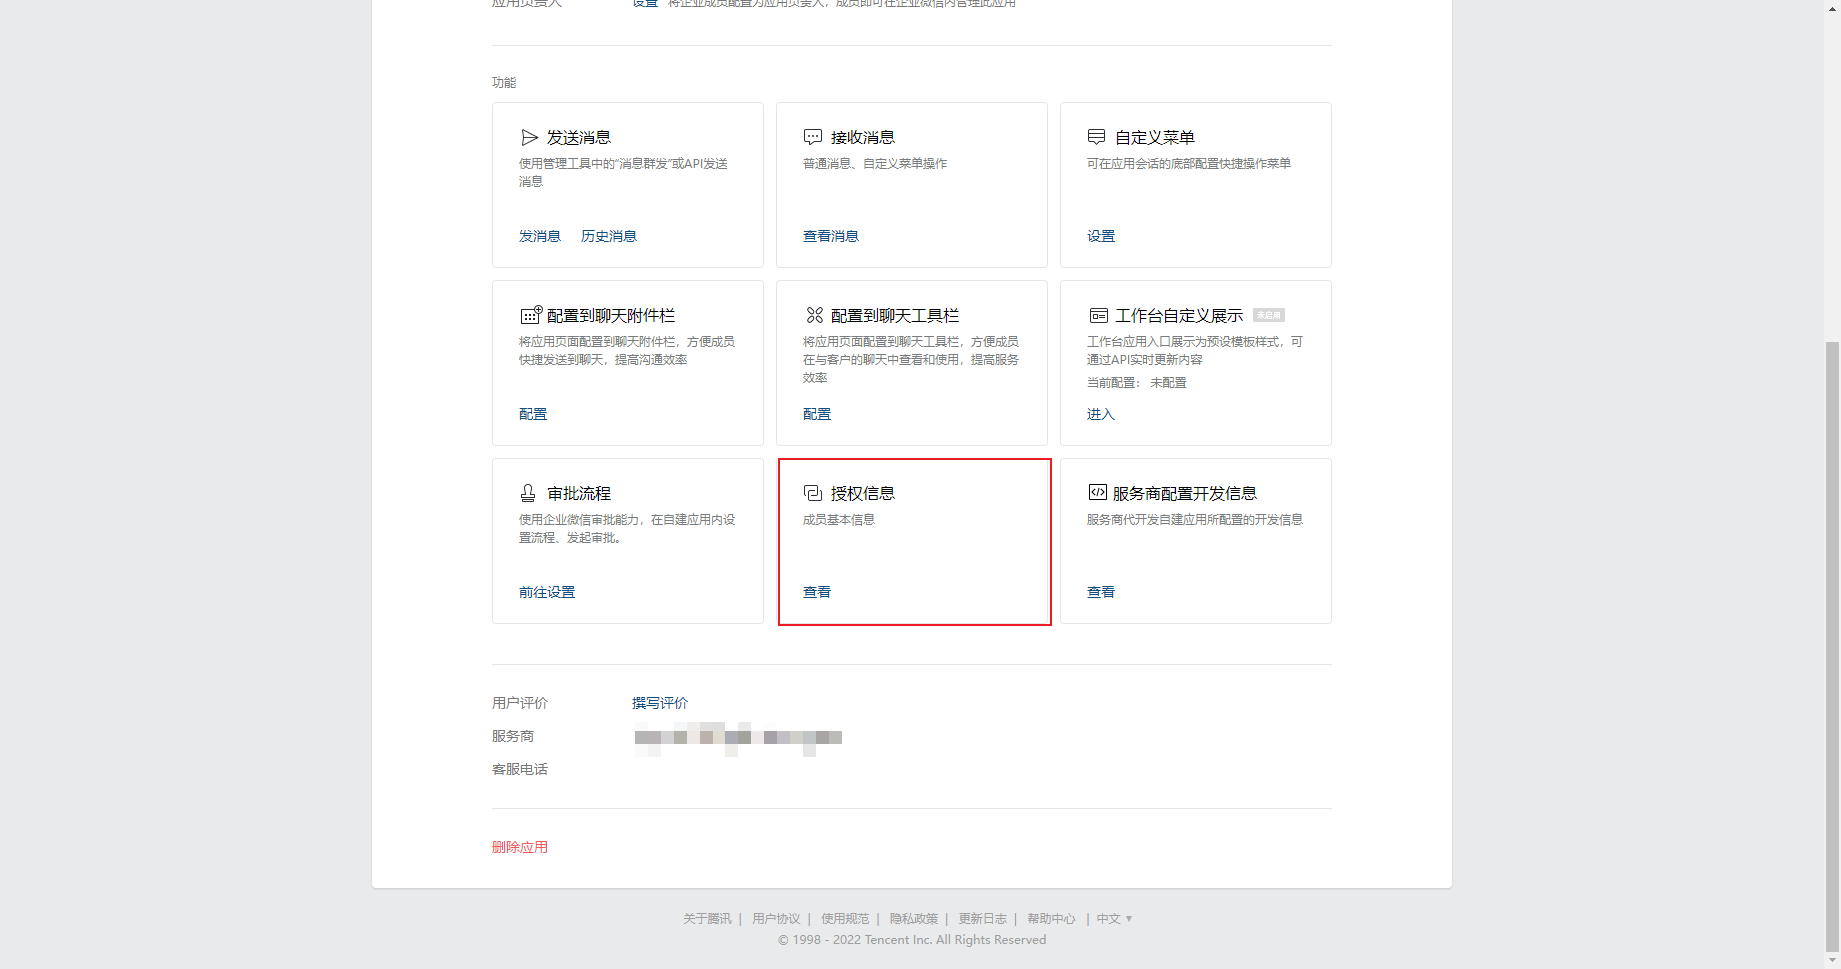 应用负责人 设置 将企业成员配置为应用负责人，成员即可在企业微信内管理此应用
功能
发送消息
使用管理工具中的“消息群发”或API发送
消息
发消息 历史消息
接收消息
普通消息、自定义菜单操作
查看消息
自定义菜单
可在应用会话的底部配置快捷操作菜单
设置
配置到聊天附件栏
将应用页面配置到聊天附件栏，方便成员
快捷发送到聊天，提高沟通效率
配置
配置到聊天工具栏
将应用页面配置到聊天工具栏，方便成员
在与客户的聊天中查看和使用，提高服务
效率
配置
工作台自定义展示 未启用
工作台应用入口展示为预设模板样式，可
通过API实时更新内容
当前配置： 未配置
进入
审批流程
使用企业微信审批能力，在自建应用内设
置流程、发起审批。
前往设置
授权信息
成员基本信息
查看
服务商配置开发信息
服务商代开发自建应用所配置的开发信息
查看
用户评价 撰写评价
服务商
客服电话
删除应用
关于腾讯 | 用户协议 | 使用规范 | 隐私政策 | 更新日志 | 帮助中心 | 中文 ▼
© 1998 - 2022 Tencent Inc. All Rights Reserved